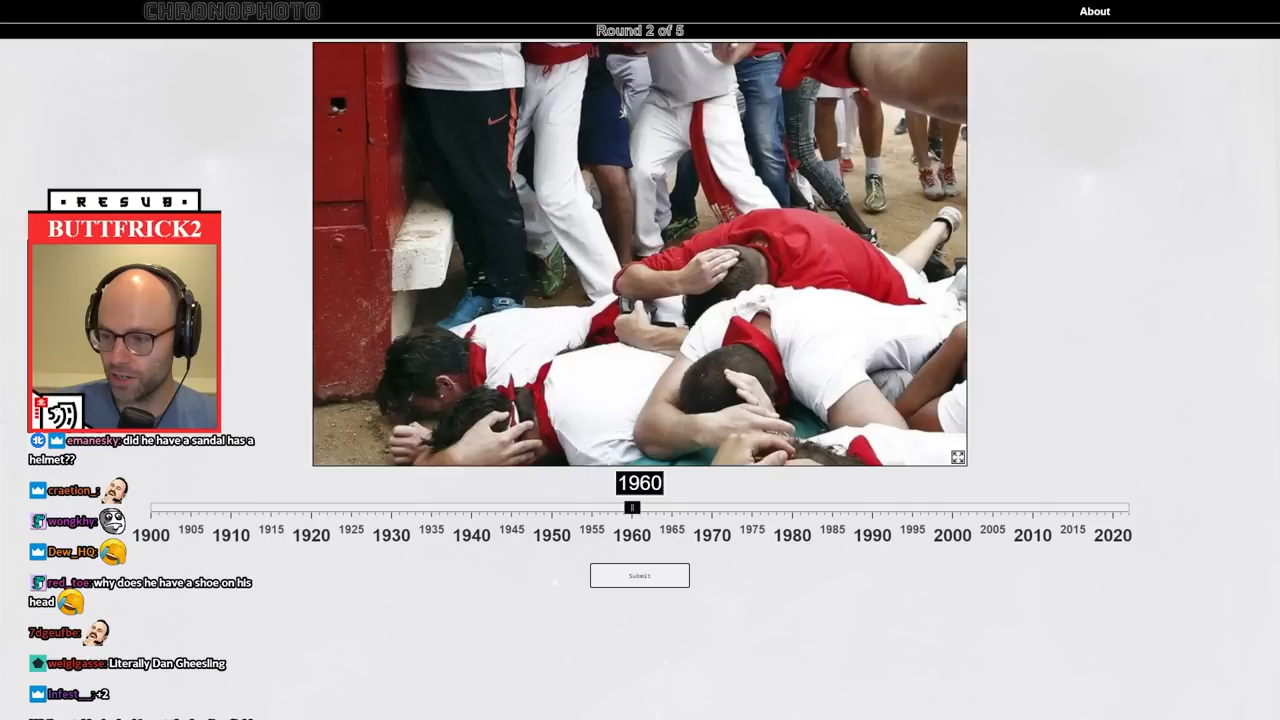 CHRONOPHOTO
About
Round 2 of 5
·RESUB·
BUTTFRICK2
emanesky: did he have a sandal has a
helmet??
craetion_:
wongkhy:
Dew_HQ:
red_toe: why does he have a shoe on his
head
7dgeufbe:
weiglgasse: Literally Dan Gheesling
Infest__: +2
1960
1900 1905 1910 1915 1920 1925 1930 1935 1940 1945 1950 1955 1960 1965 1970 1975 1980 1985 1990 1995 2000 2005 2010 2015 2020
Submit